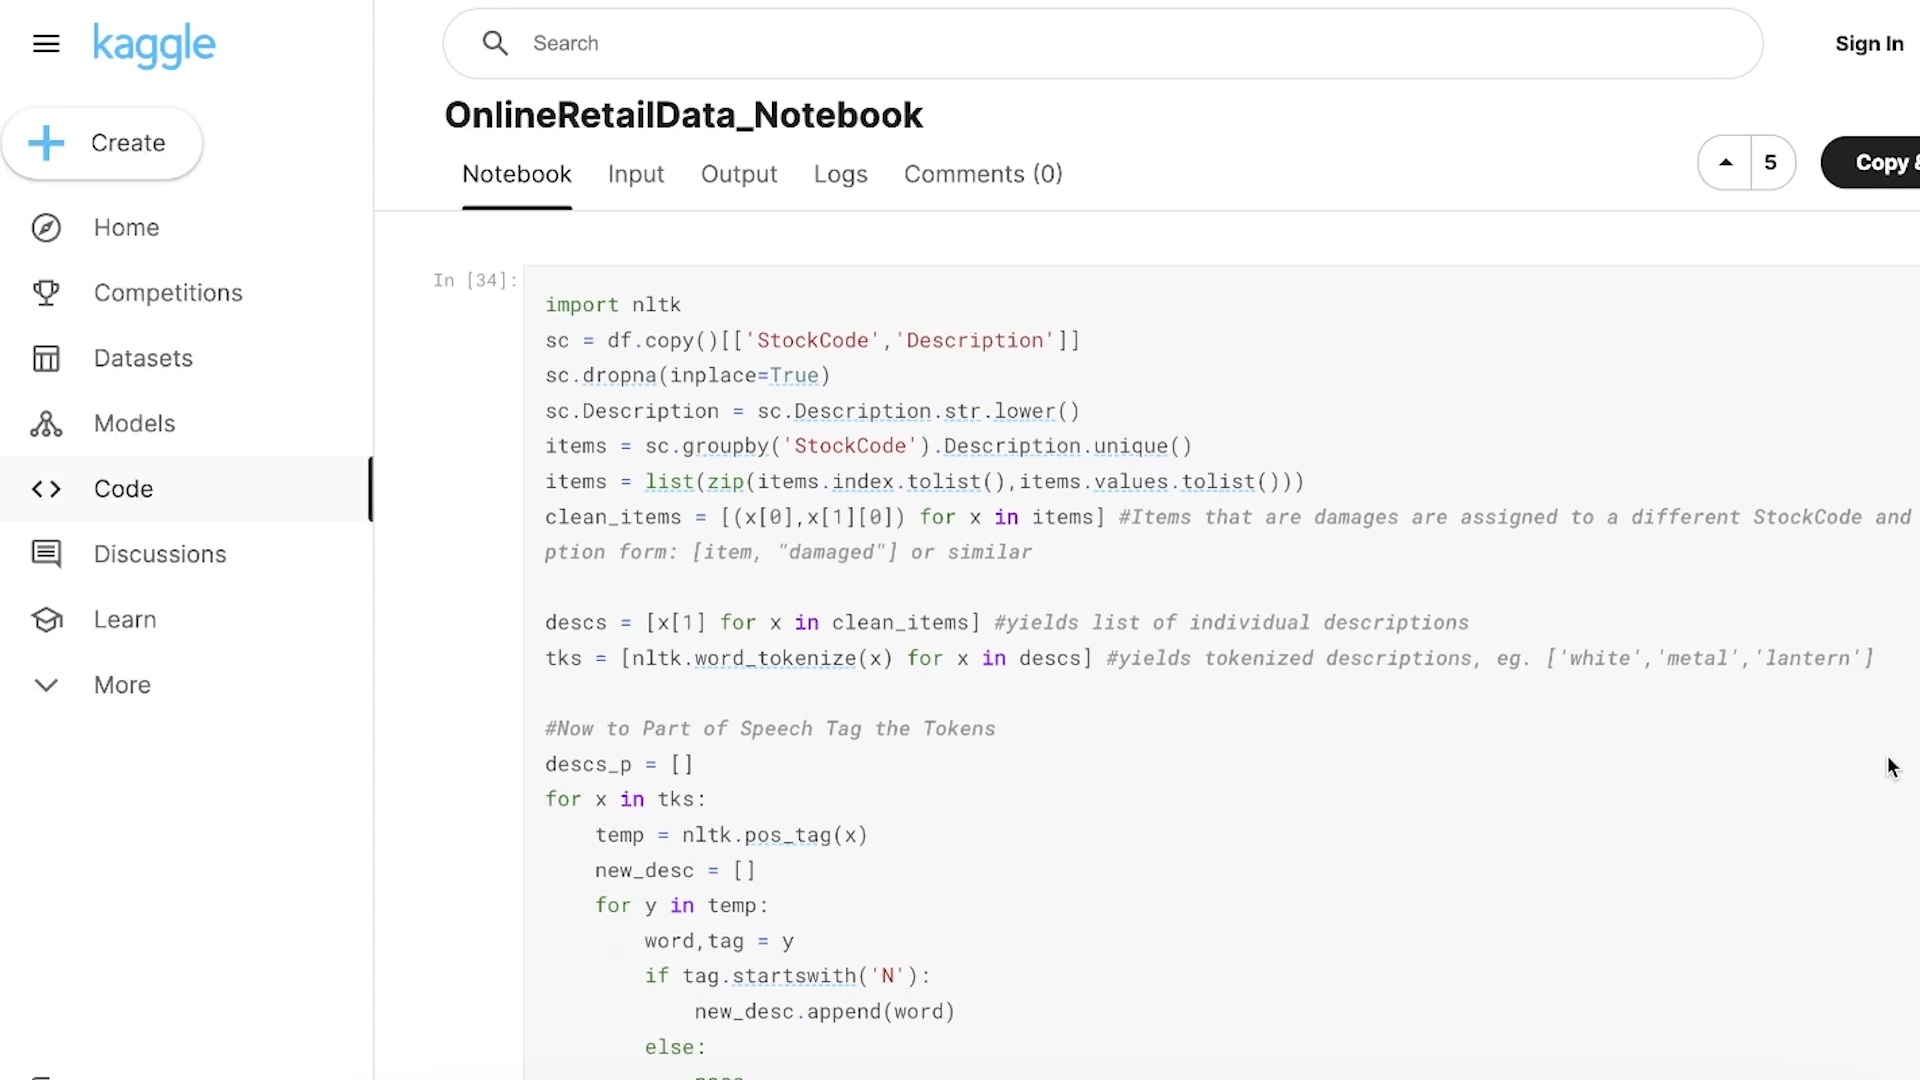 kaggle
Search
Sign In
Create
Home
Competitions
Datasets
Models
Code
Discussions
Learn
More
OnlineRetailData_Notebook
Notebook Input Output Logs Comments (0)
5
Copy &
In [34]:
import nltk
sc = df.copy()[['StockCode','Description']]
sc.dropna(inplace=True)
sc.Description = sc.Description.str.lower()
items = sc.groupby('StockCode').Description.unique()
items = list(zip(items.index.tolist(),items.values.tolist()))
clean_items = [(x[0],x[1][0]) for x in items] #Items that are damages are assigned to a different StockCode and
ption form: [item, "damaged"] or similar
descs = [x[1] for x in clean_items] #yields list of individual descriptions
tks = [nltk.word_tokenize(x) for x in descs] #yields tokenized descriptions, eg. ['white','metal','lantern']
#Now to Part of Speech Tag the Tokens
descs_p = []
for x in tks:
    temp = nltk.pos_tag(x)
    new_desc = []
    for y in temp:
        word,tag = y
        if tag.startswith('N'):
            new_desc.append(word)
        else: